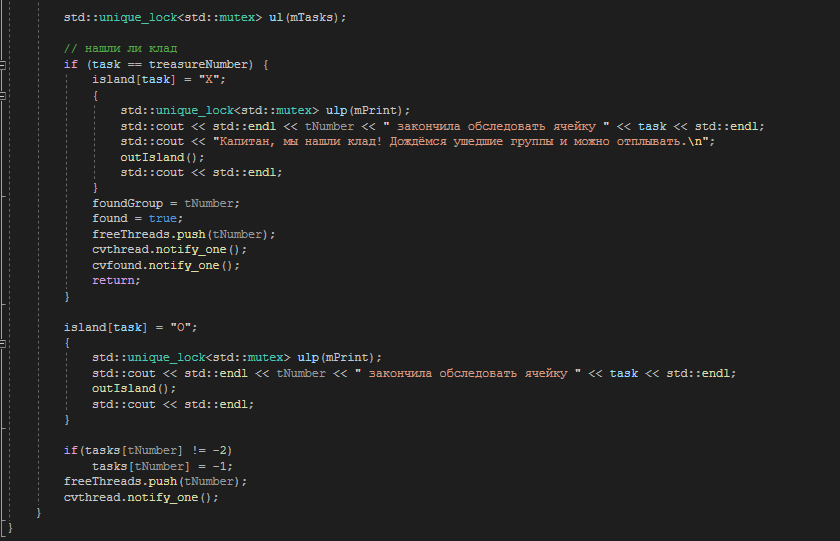 std::unique_lock<std::mutex> ul(mTasks);
// нашли ли клад
if (task == treasureNumber) {
island[task] = "X";
{
std::unique_lock<std::mutex> ulp(mPrint);
std::cout << std::endl << tNumber << " закончила обследовать ячейку " << task << std::endl;
std::cout << "Капитан, мы нашли клад! Дождёмся ушедшие группы и можно отплывать.\n";
outIsland();
std::cout << std::endl;
}
foundGroup = tNumber;
found = true;
freeThreads.push(tNumber);
cvthread.notify_one();
cvfound.notify_one();
return;
}
island[task] = "O";
{
std::unique_lock<std::mutex> ulp(mPrint);
std::cout << std::endl << tNumber << " закончила обследовать ячейку " << task << std::endl;
outIsland();
std::cout << std::endl;
}
if(tasks[tNumber] != -2)
tasks[tNumber] = -1;
freeThreads.push(tNumber);
cvthread.notify_one();
}
}